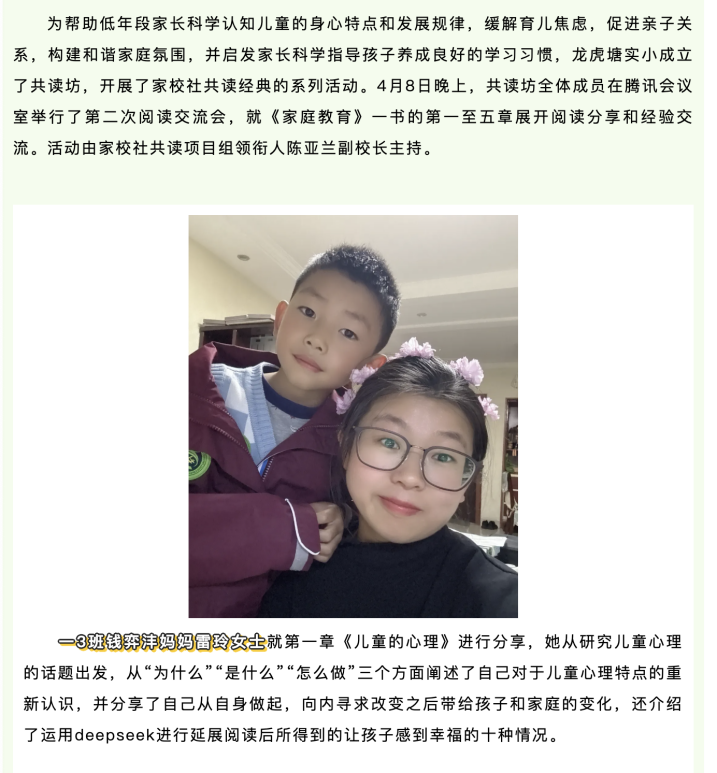 为帮助低年段家长科学认知儿童的身心特点和发展规律，缓解育儿焦虑，促进亲子关
系，构建和谐家庭氛围，并启发家长科学指导孩子养成良好的学习习惯，龙虎塘实小成立
了共读坊，开展了家校社共读经典的系列活动。4月8日晚上，共读坊全体成员在腾讯会议
室举行了第二次阅读交流会，就《家庭教育》一书的第一至五章展开阅读分享和经验交
流。活动由家校社共读项目组领衔人陈亚兰副校长主持。
一3班钱弈沣妈妈雷玲女士就第一章《儿童的心理》进行分享，她从研究儿童心理
的话题出发，从“为什么”“是什么”“怎么做”三个方面阐述了自己对于儿童心理特点的重
新认识，并分享了自己从自身做起，向内寻求改变之后带给孩子和家庭的变化，还介绍
了运用deepseek进行延展阅读后所得到的让孩子感到幸福的十种情况。